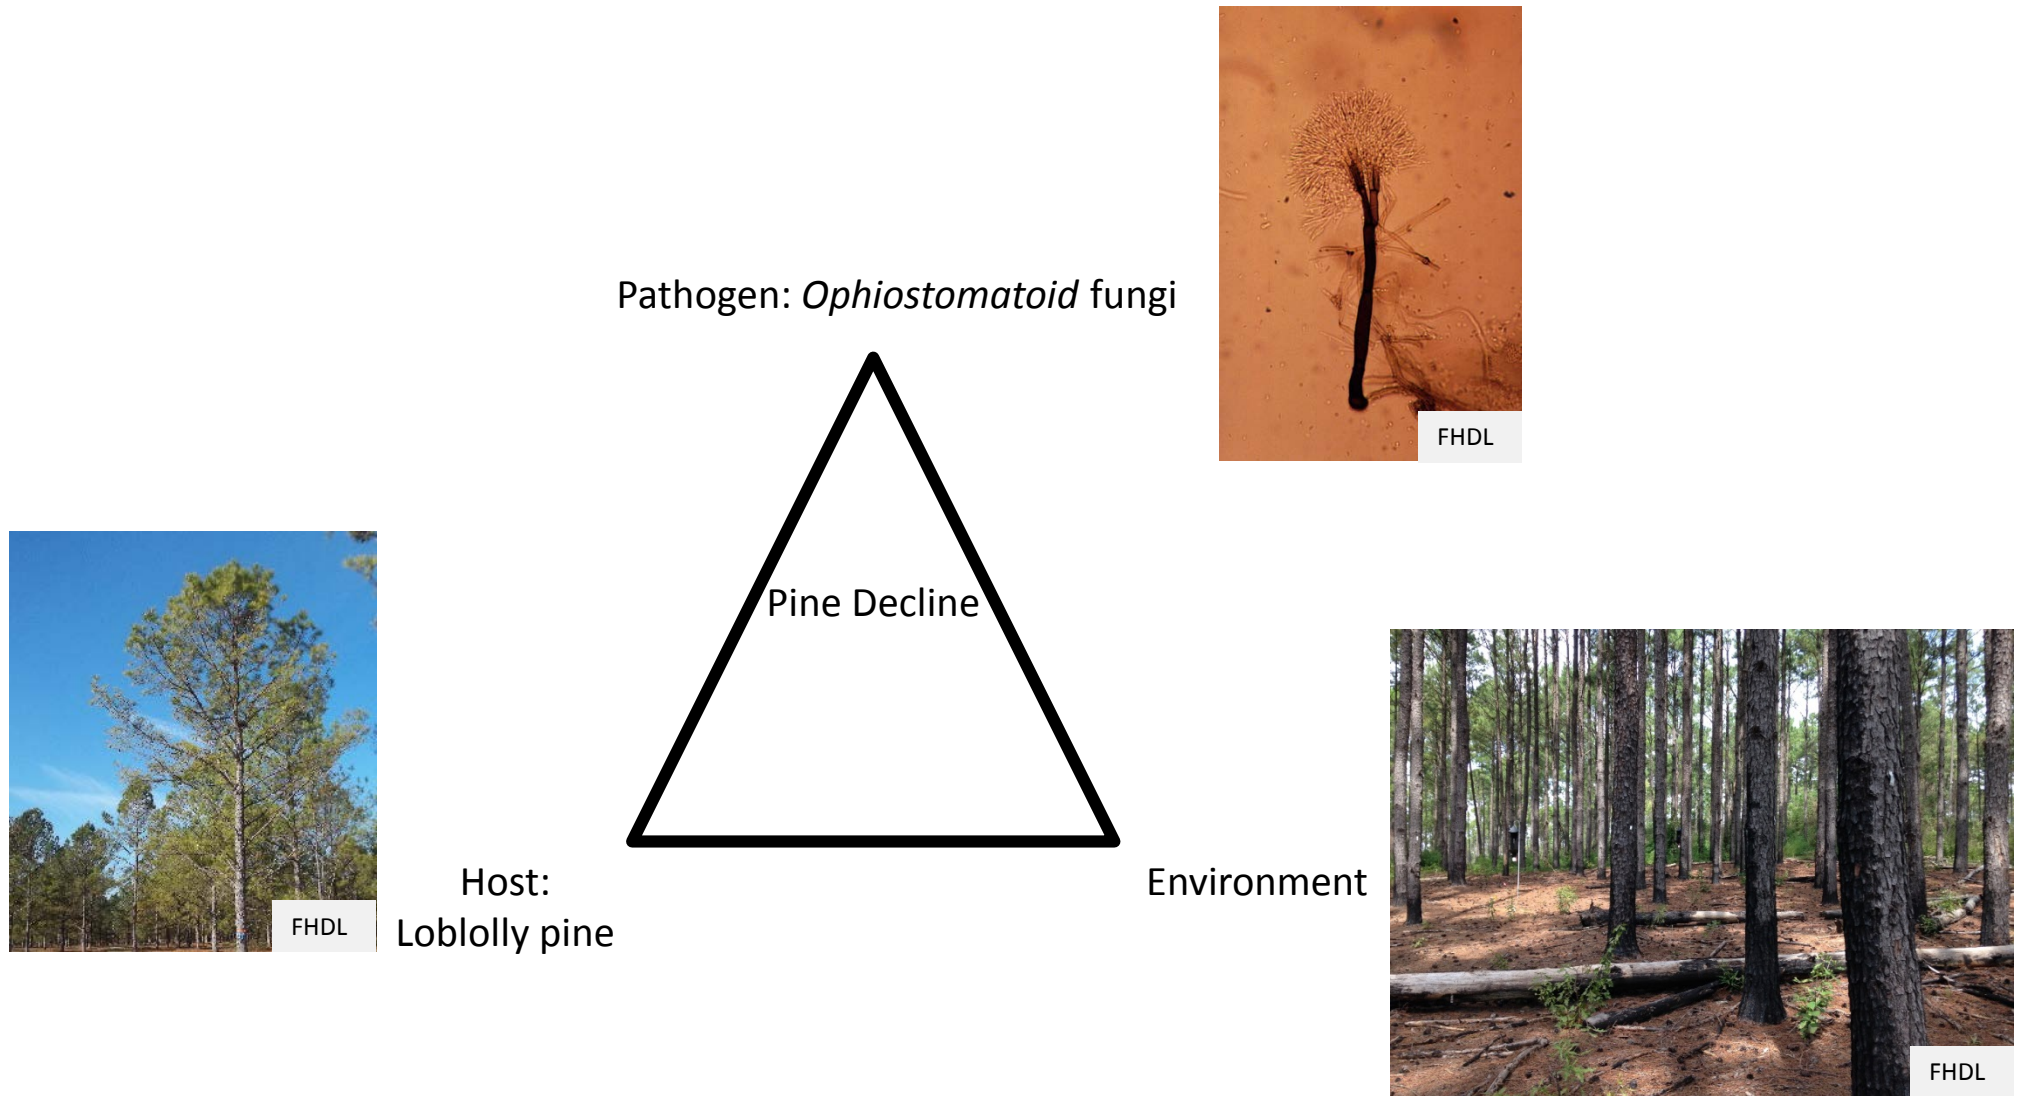 Pathogen: Ophiostomatoid fungi
FHDL
Pine Decline
Host:
Loblolly pine
FHDL
Environment
FHDL